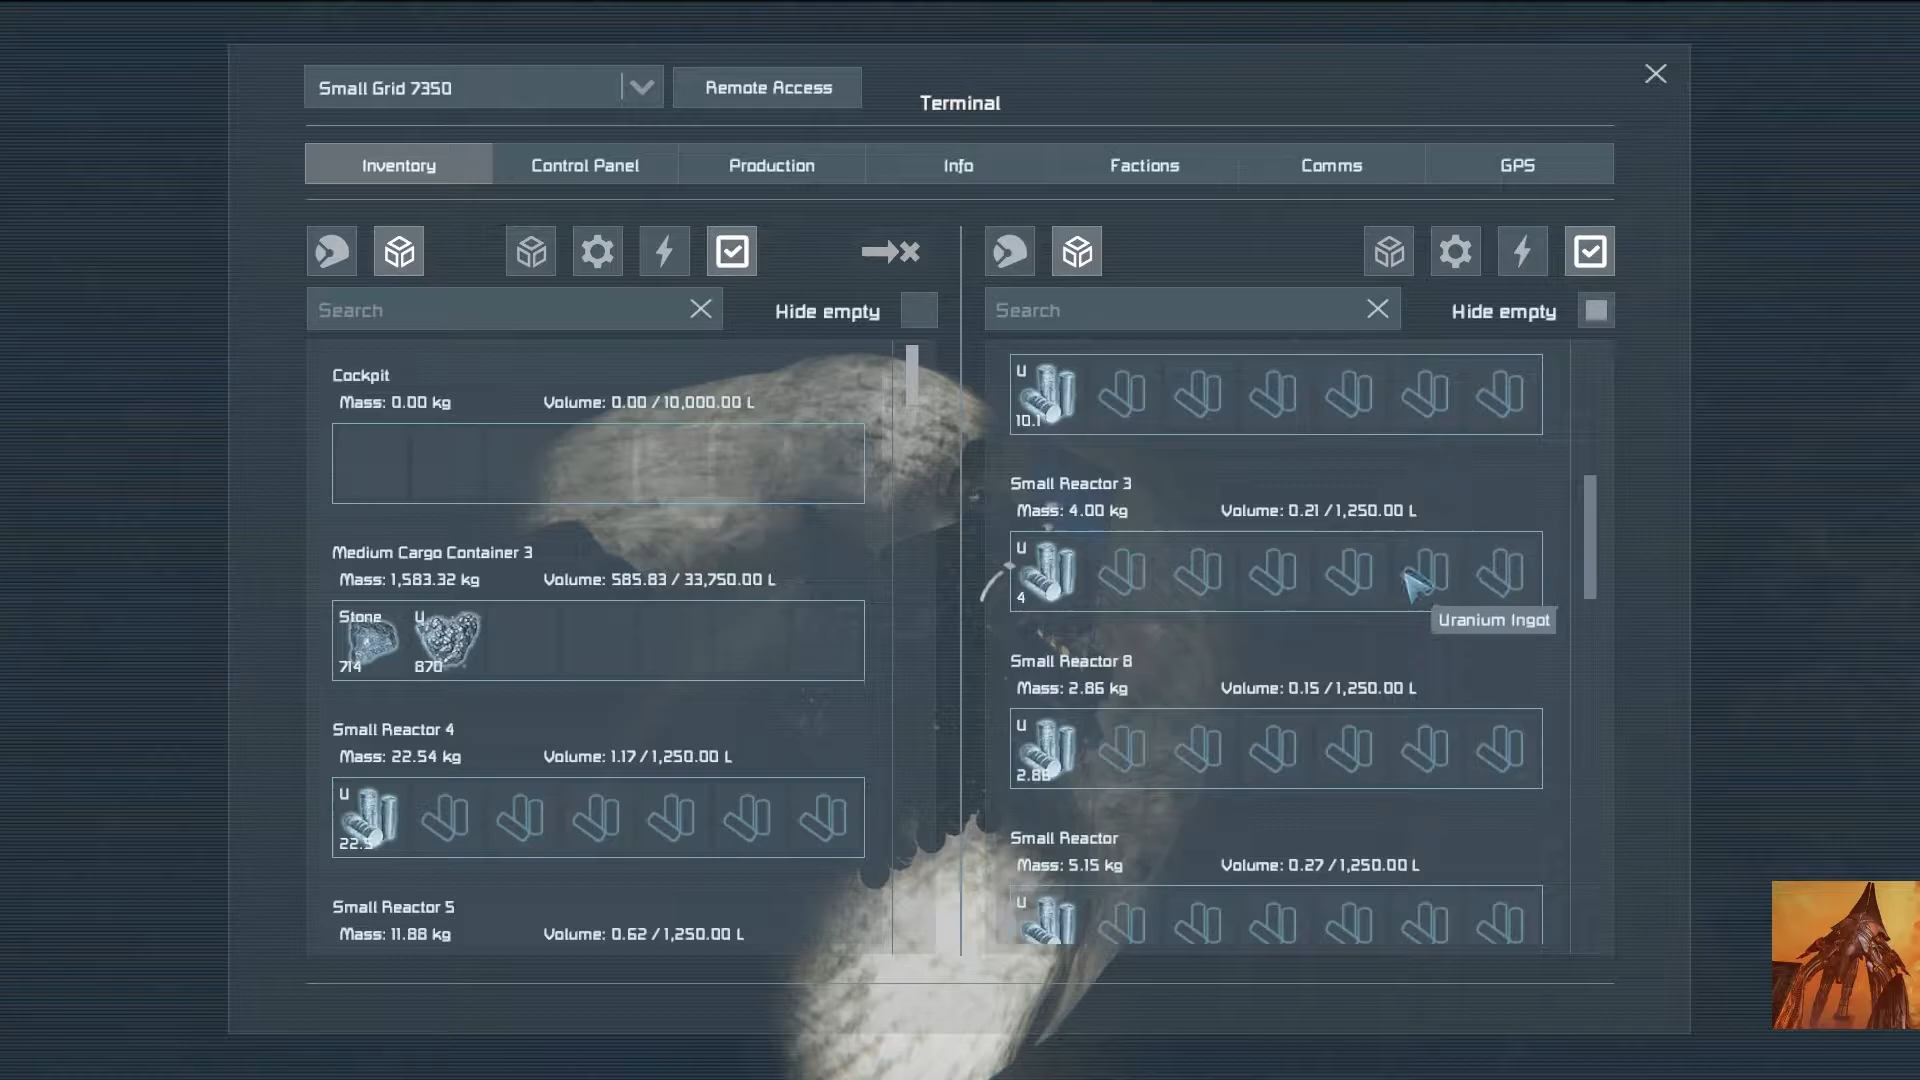 Small Grid 7350
Remote Access
Terminal
Inventory
Control Panel
Production
Info
Factions
Comms
GPS
Search
Hide empty
Cockpit
Mass: 0.00 kg
Volume: 0.00 / 10,000.00 L
Medium Cargo Container 3
Mass: 1,583.32 kg
Volume: 585.83 / 33,750.00 L
Stone
U
714
870
Small Reactor 4
Mass: 22.54 kg
Volume: 1.17 / 1,250.00 L
U
22.5
Small Reactor 5
Mass: 11.88 kg
Volume: 0.62 / 1,250.00 L
Search
Hide empty
U
10.1
Small Reactor 3
Mass: 4.00 kg
Volume: 0.21 / 1,250.00 L
U
4
Uranium Ingot
Small Reactor 8
Mass: 2.86 kg
Volume: 0.15 / 1,250.00 L
U
2.86
Small Reactor
Mass: 5.15 kg
Volume: 0.27 / 1,250.00 L
U